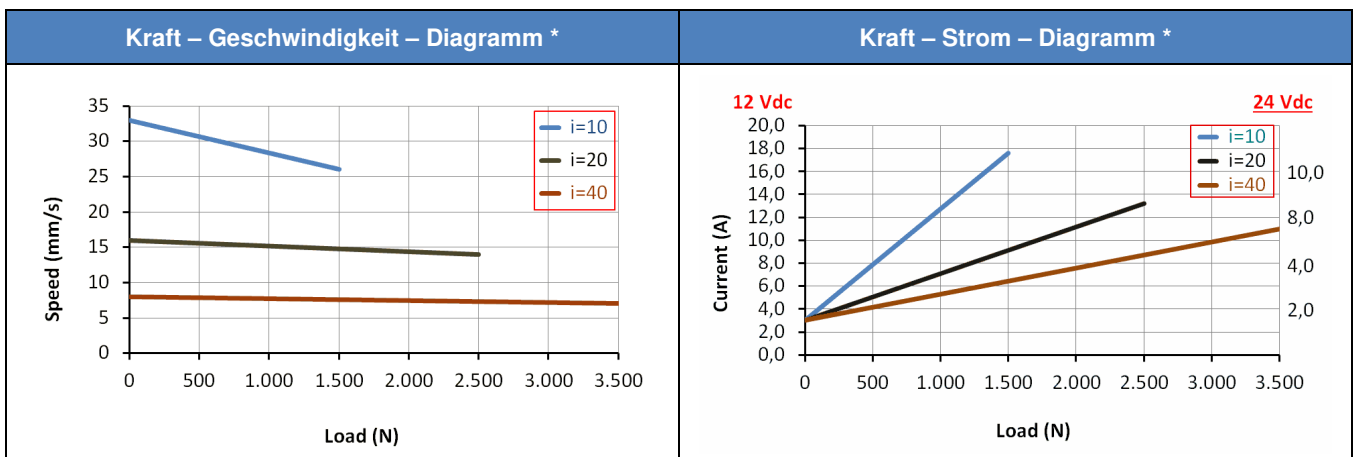 Kraft – Geschwindigkeit – Diagramm *
Kraft – Strom – Diagramm *
35
30
25
20
15
10
5
0
Speed (mm/s)
0 500 1.000 1.500 2.000 2.500 3.000 3.500
Load (N)
i=10
i=20
i=40
12 Vdc
24 Vdc
20,0
18,0
16,0
14,0
12,0
10,0
8,0
6,0
4,0
2,0
0,0
Current (A)
i=10
i=20
i=40
10,0
8,0
4,0
2,0
0 500 1.000 1.500 2.000 2.500 3.000 3.500
Load (N)